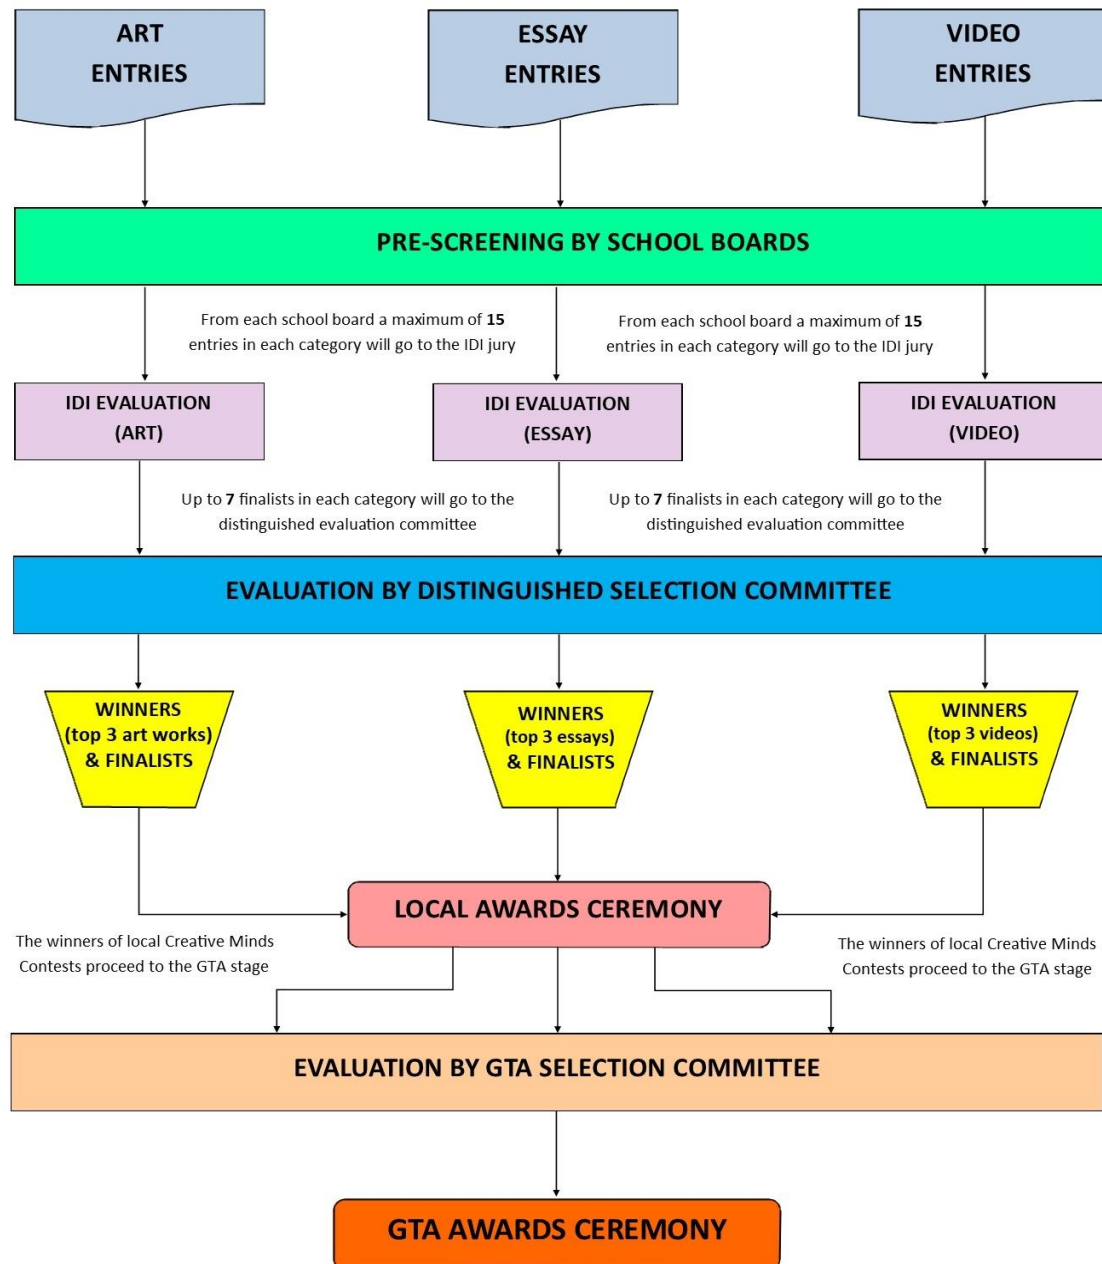 ART
ENTRIES
ESSAY
ENTRIES
VIDEO
ENTRIES
PRE-SCREENING BY SCHOOL BOARDS
From each school board a maximum of 15
entries in each category will go to the IDI jury
From each school board a maximum of 15
entries in each category will go to the IDI jury
IDI EVALUATION
(ART)
IDI EVALUATION
(ESSAY)
IDI EVALUATION
(VIDEO)
Up to 7 finalists in each category will go to the
distinguished evaluation committee
Up to 7 finalists in each category will go to the
distinguished evaluation committee
EVALUATION BY DISTINGUISHED SELECTION COMMITTEE
WINNERS
(top 3 art works)
& FINALISTS
WINNERS
(top 3 essays)
& FINALISTS
WINNERS
(top 3 videos)
& FINALISTS
LOCAL AWARDS CEREMONY
The winners of local Creative Minds
Contests proceed to the GTA stage
The winners of local Creative Minds
Contests proceed to the GTA stage
EVALUATION BY GTA SELECTION COMMITTEE
GTA AWARDS CEREMONY